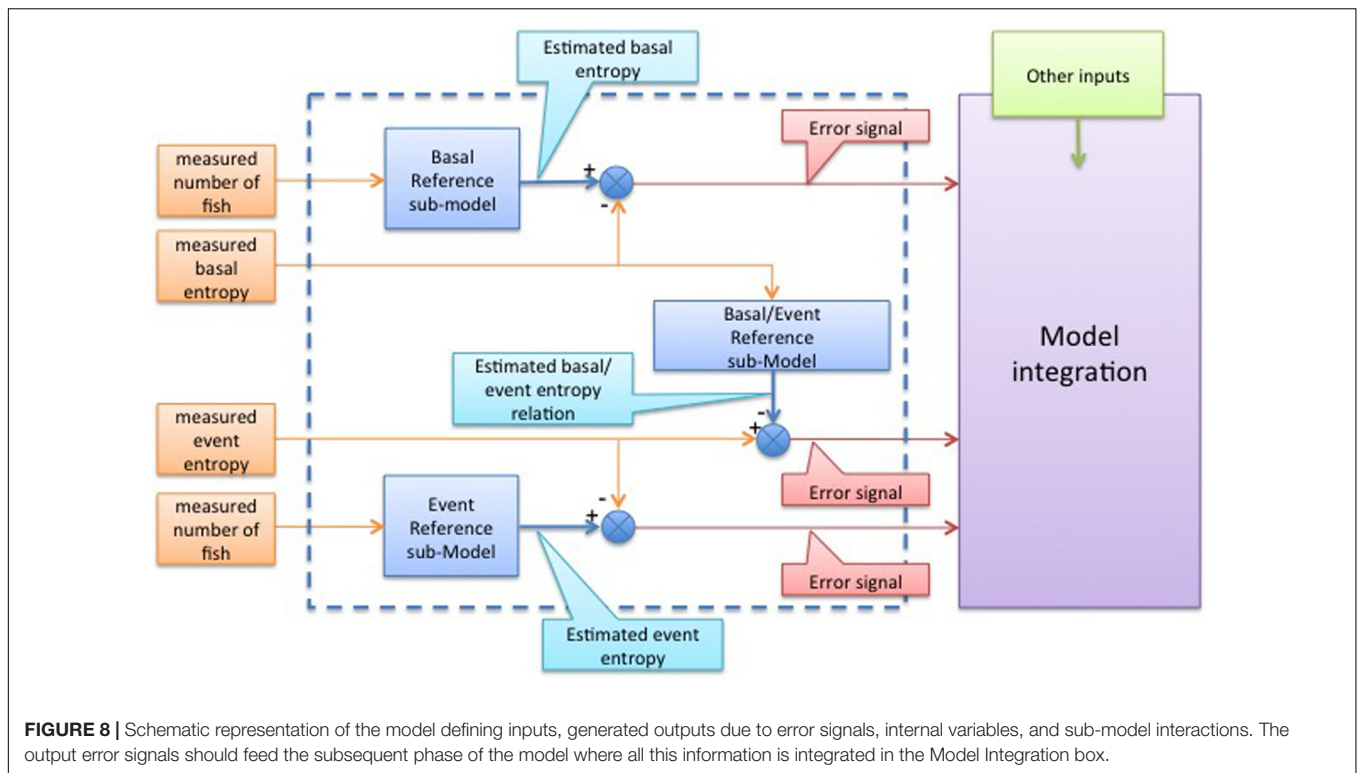 Estimated basal
entropy
Other inputs
Error signal
measured
number of
fish
Basal
Reference
sub-model
+
-
measured
basal
entropy
Basal/Event
Reference
sub-Model
Model
integration
Estimated basal/
event entropy
relation
-
+
measured
event
entropy
Error signal
measured
number of
fish
Event
Reference
sub-Model
-
+
Error signal
Estimated event
entropy
FIGURE 8 | Schematic representation of the model defining inputs, generated outputs due to error signals, internal variables, and sub-model interactions. The
output error signals should feed the subsequent phase of the model where all this information is integrated in the Model Integration box.